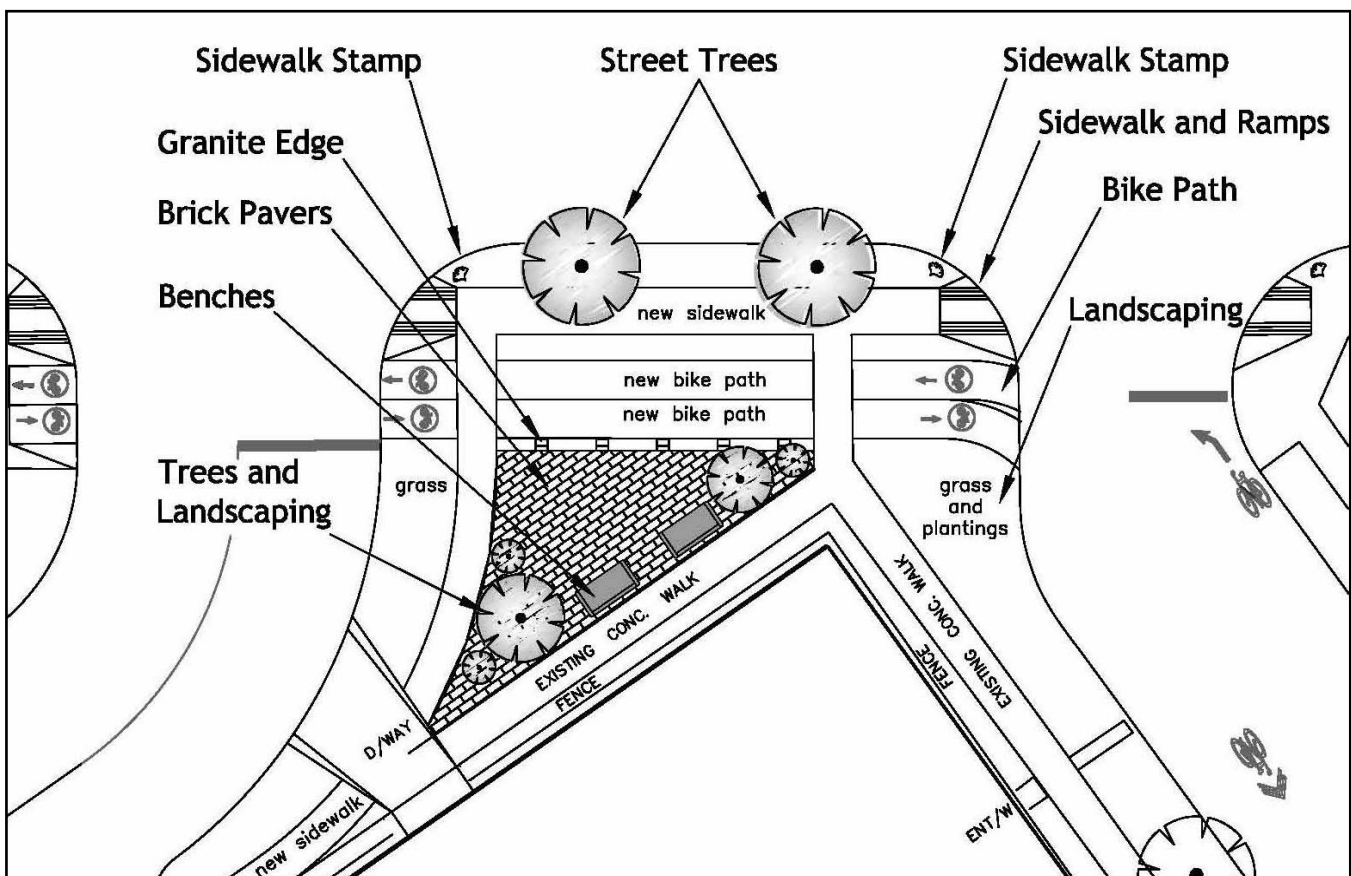 Sidewalk Stamp
Street Trees
Sidewalk Stamp
Granite Edge
Sidewalk and Ramps
Brick Pavers
Bike Path
Benches
Landscaping
new sidewalk
new bike path
new bike path
Trees and
Landscaping
grass
grass
and
plantings
EXISTING CONC. WALK
FENCE
EXISTING CONC. WALK
FENCE
D/WAY
ENT/W
new sidewalk